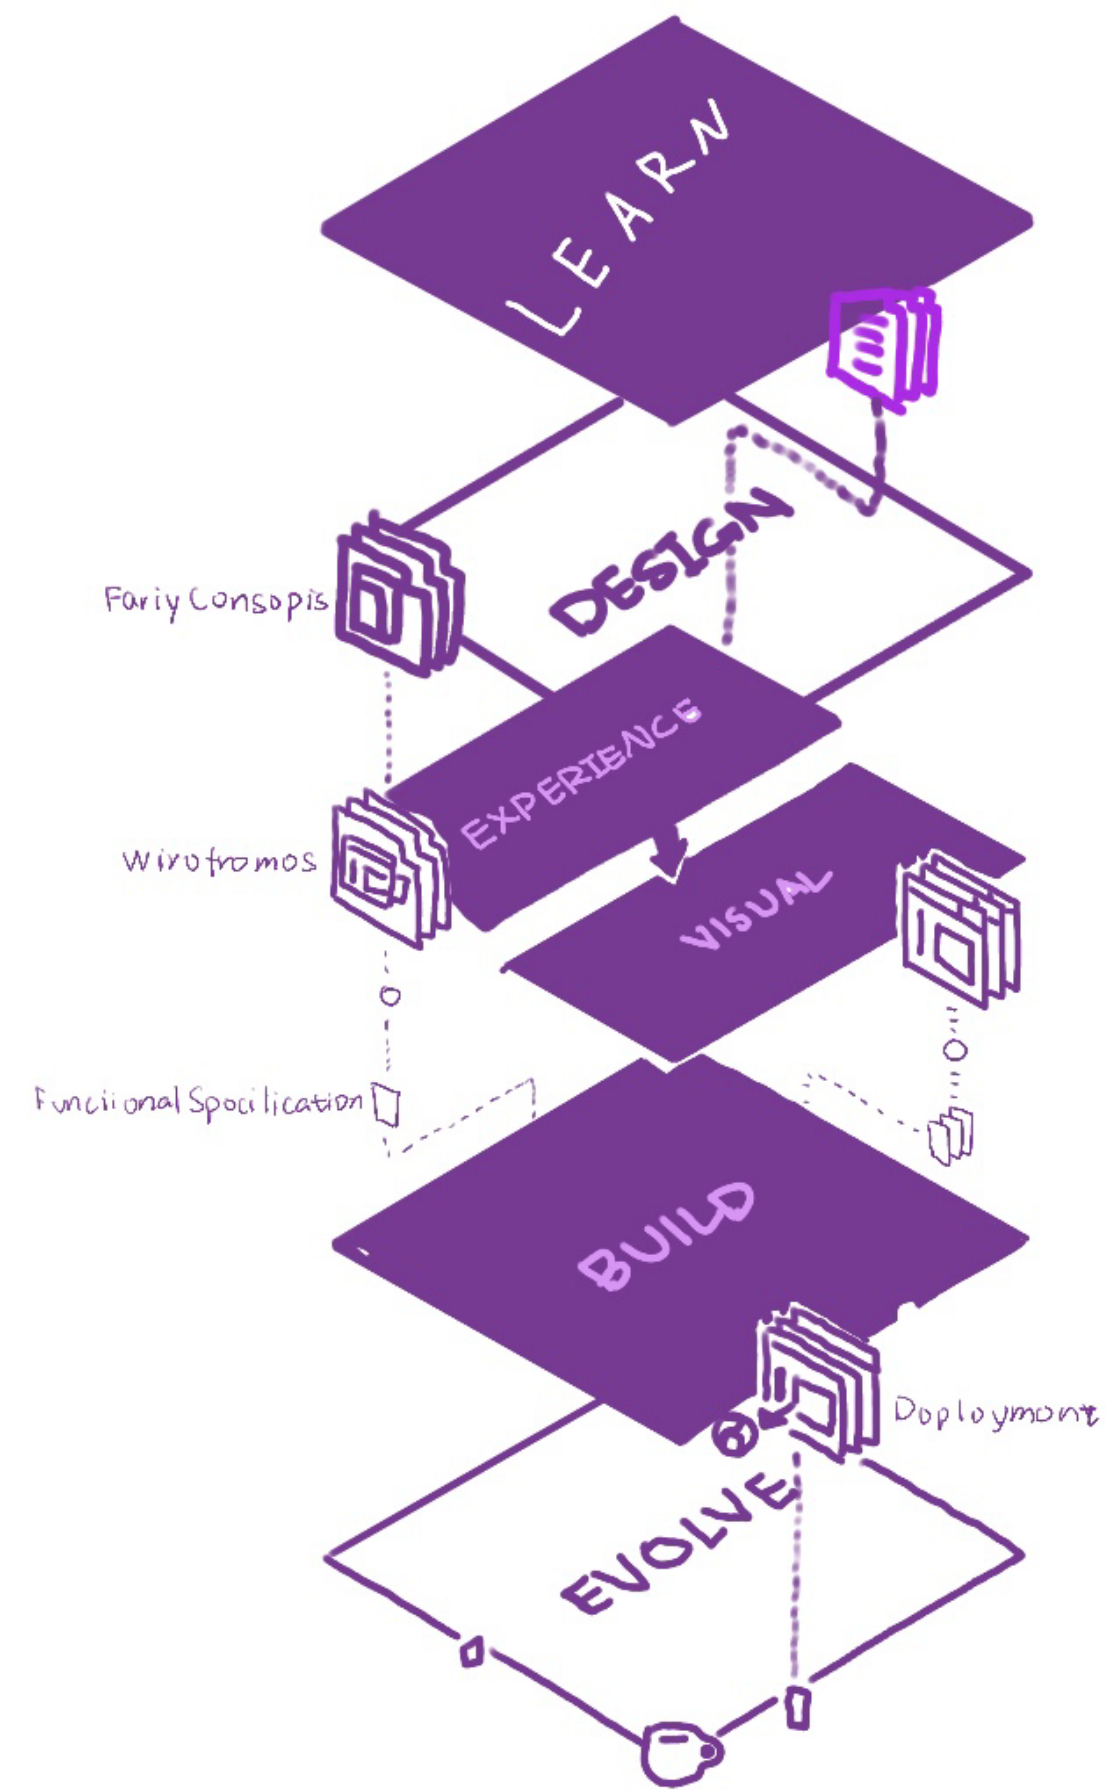 LEARN
DESIGN
Fariy Consopis
EXPERIENCE
Wirofromos
VISUAL
Funciional Spocilication
BUILD
Doploymont
EVOLVE